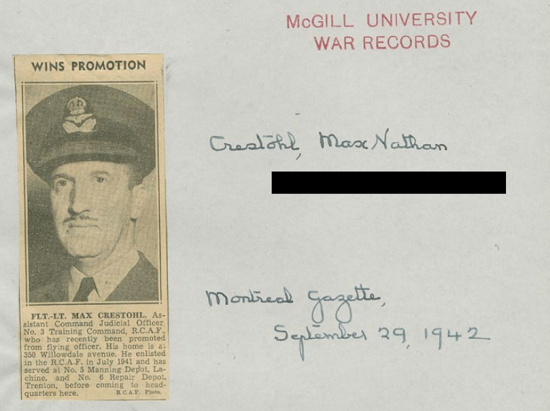 McGILL UNIVERSITY
WAR RECORDS
WINS PROMOTION
Crestohl, Max Nathan
Montreal Gazette,
September 29, 1942
FLT.-LT. MAX CRESTOHL, As-
sistant Command Judicial Officer,
No. 3 Training Command, R.C.A.F.,
who has recently been promoted
from flying officer. His home is at
350 Willowdale avenue. He enlisted
in the R.C.A.F. in July 1941 and has
served at No. 5 Manning Depot, La-
chine, and No. 6 Repair Depot,
Trenton, before coming to head-
quarters here.
R.C.A.F. Photo.